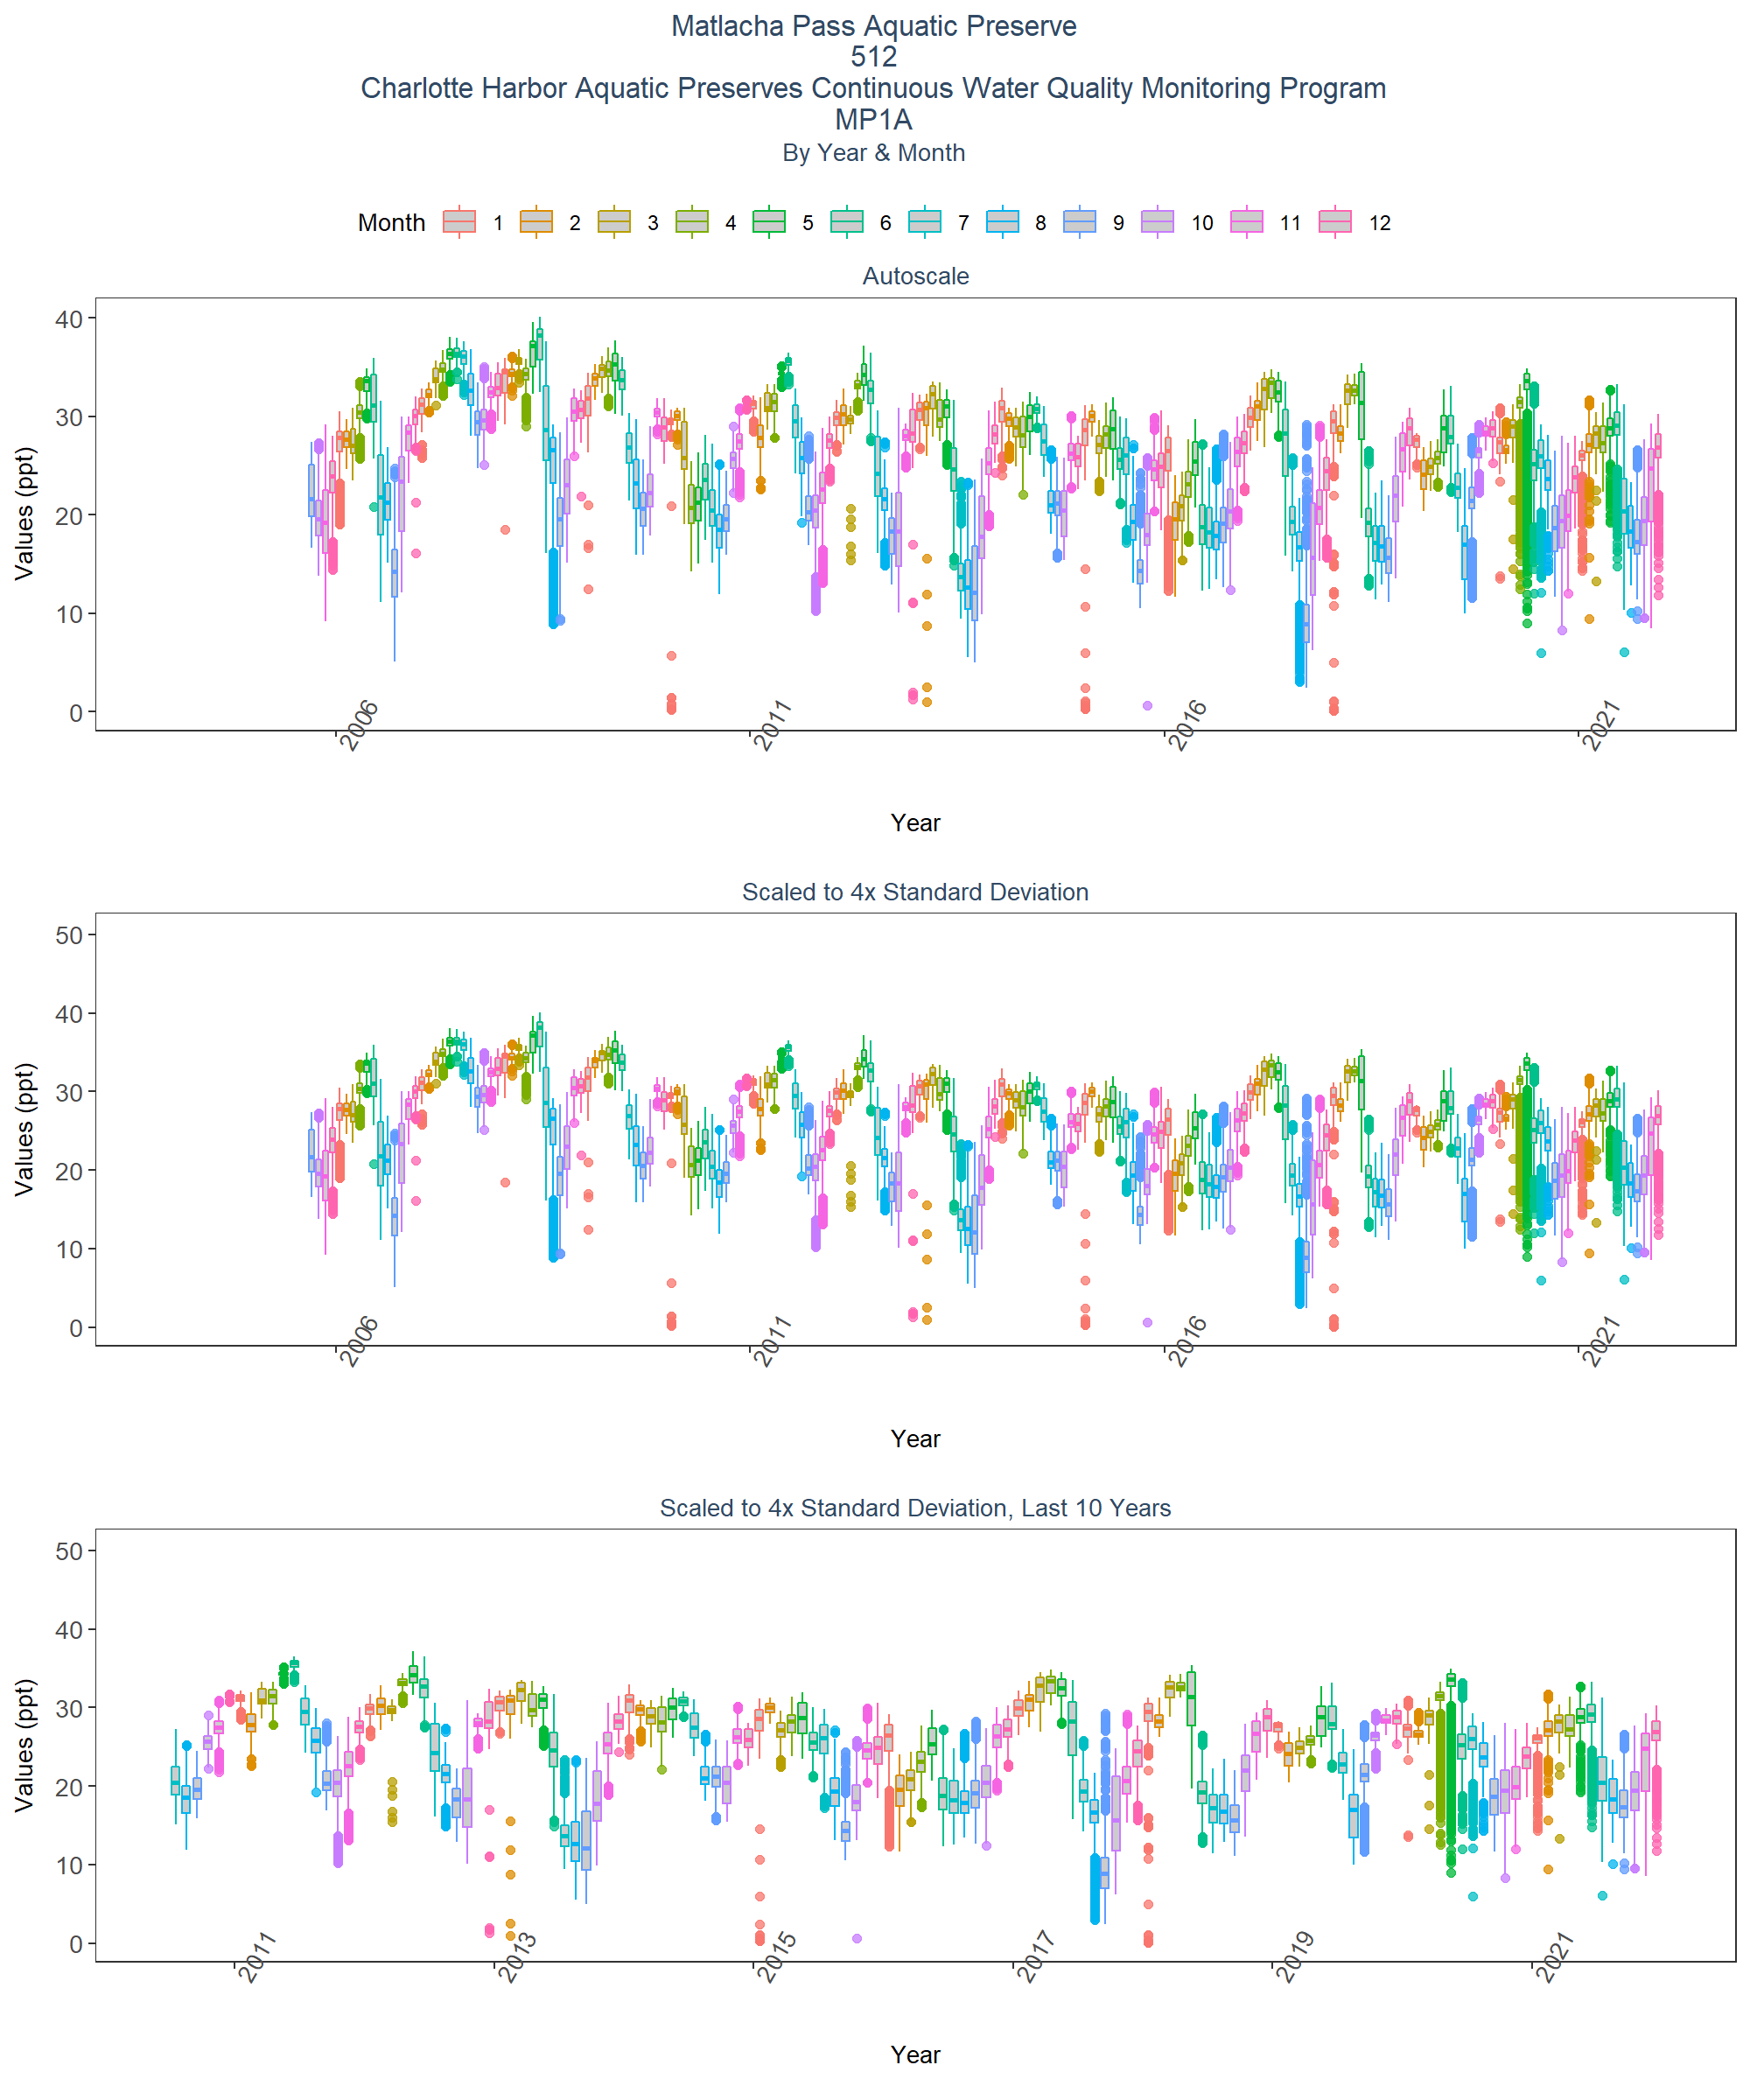 Matlacha Pass Aquatic Preserve
512
Charlotte Harbor Aquatic Preserves Continuous Water Quality Monitoring Program
MP1A
By Year & Month
Month 1 2 3 4 5 6 7 8 9 10 11 12
Autoscale
Values (ppt)
40
30
20
10
0
2006 2011 2016 2021
Year
Scaled to 4x Standard Deviation
Values (ppt)
50
40
30
20
10
0
2006 2011 2016 2021
Year
Scaled to 4x Standard Deviation, Last 10 Years
Values (ppt)
50
40
30
20
10
0
2011 2013 2015 2017 2019 2021
Year